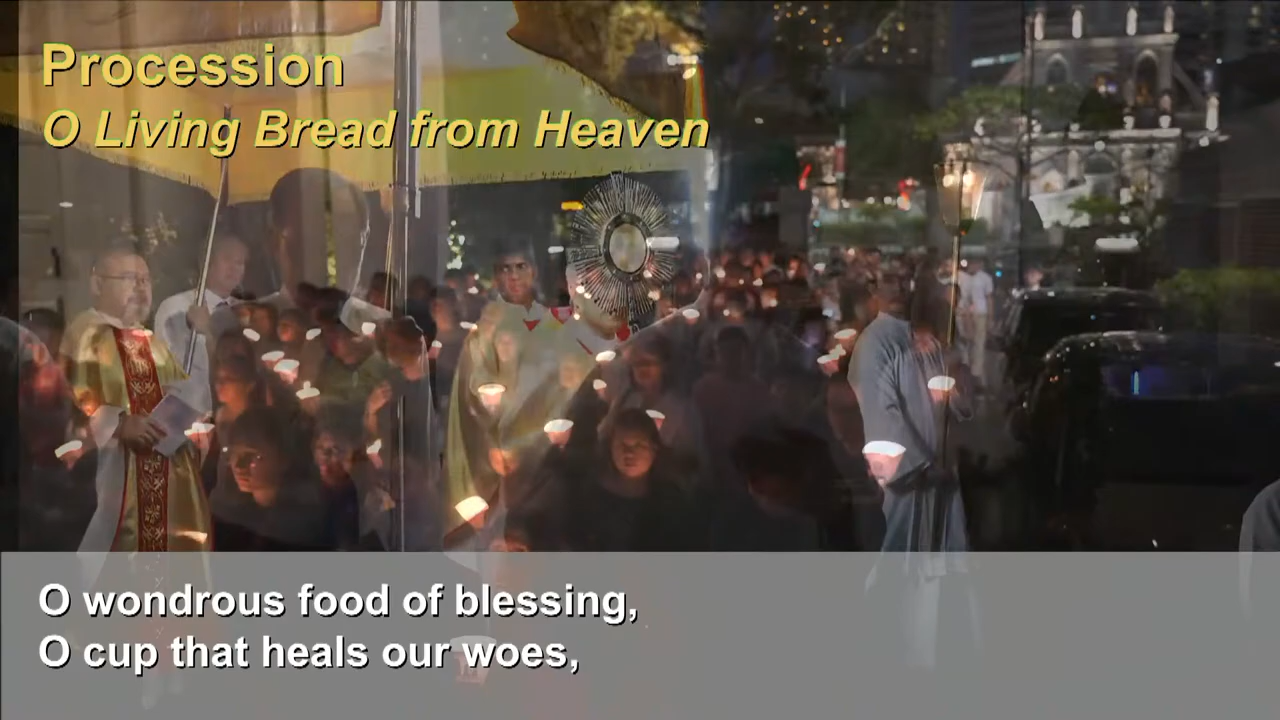 Procession
O Living Bread from Heaven
O wondrous food of blessing,
O cup that heals our woes,